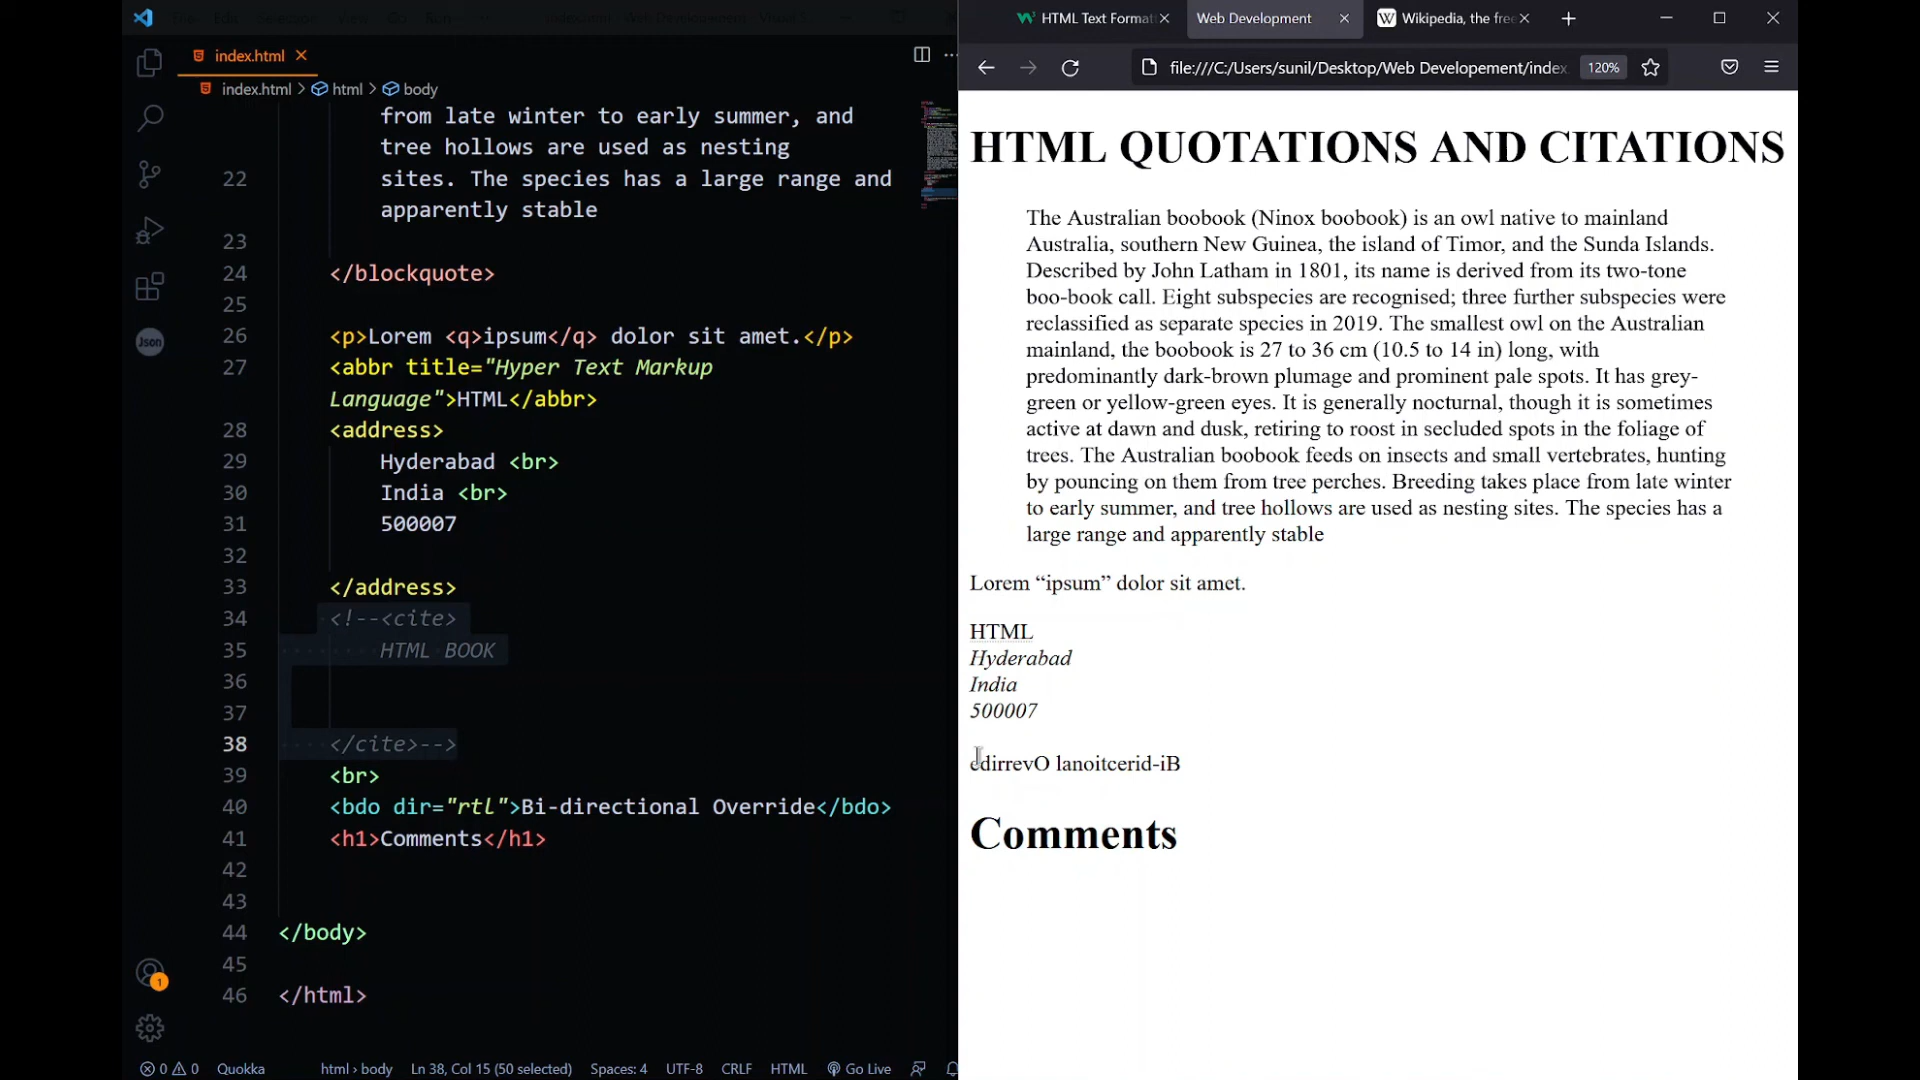 index.html
index.html > html > body
from late winter to early summer, and
tree hollows are used as nesting
22 sites. The species has a large range and
apparently stable
23
24 </blockquote>
25
26 <p>Lorem <q>ipsum</q> dolor sit amet.</p>
27 <abbr title="Hyper Text Markup
Language">HTML</abbr>
28 <address>
29 Hyderabad <br>
30 India <br>
31 500007
32
33 </address>
34 <!--<cite>
35 HTML BOOK
36
37
38 </cite>-->
39 <br>
40 <bdo dir="rtl">Bi-directional Override</bdo>
41 <h1>Comments</h1>
42
43
44 </body>
45
46 </html>
Json
1
0 0 Quokka html > body Ln 38, Col 15 (50 selected) Spaces: 4 UTF-8 CRLF HTML Go Live
HTML Text Format Web Development W Wikipedia, the free
file:///C:/Users/sunil/Desktop/Web Developement/index. 120%
HTML QUOTATIONS AND CITATIONS
The Australian boobook (Ninox boobook) is an owl native to mainland
Australia, southern New Guinea, the island of Timor, and the Sunda Islands.
Described by John Latham in 1801, its name is derived from its two-tone
boo-book call. Eight subspecies are recognised; three further subspecies were
reclassified as separate species in 2019. The smallest owl on the Australian
mainland, the boobook is 27 to 36 cm (10.5 to 14 in) long, with
predominantly dark-brown plumage and prominent pale spots. It has grey-
green or yellow-green eyes. It is generally nocturnal, though it is sometimes
active at dawn and dusk, retiring to roost in secluded spots in the foliage of
trees. The Australian boobook feeds on insects and small vertebrates, hunting
by pouncing on them from tree perches. Breeding takes place from late winter
to early summer, and tree hollows are used as nesting sites. The species has a
large range and apparently stable
Lorem “ipsum” dolor sit amet.
HTML
Hyderabad
India
500007
edirrevO lanoitcerid-iB
Comments